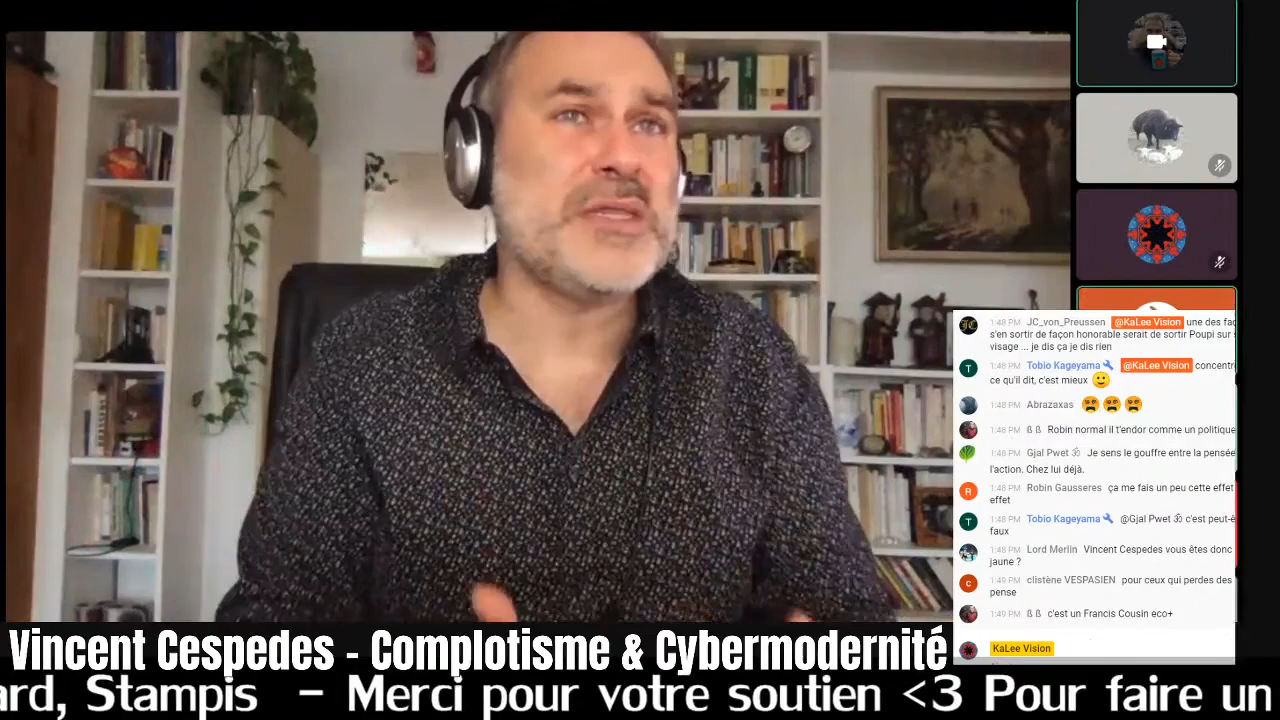 1:48 PM JC_von_Preussen @KaLee Vision une des faç
s'en sortir de façon honorable serait de sortir Poupi sur s
visage ... je dis ça je dis rien
T 1:48 PM Tobio Kageyama @KaLee Vision concentr
ce qu'il dit, c'est mieux
1:48 PM Abrazaxas
1:48 PM ß ß Robin normal il t'endor comme un politique
1:48 PM Gjal Pwet ॐ Je sens le gouffre entre la pensée
l'action. Chez lui déjà.
R 1:48 PM Robin Gausseres ça me fais un peu cette effet
effet
T 1:48 PM Tobio Kageyama @Gjal Pwet ॐ c'est peut-ê
faux
1:48 PM Lord Merlin Vincent Cespedes vous êtes donc
jaune ?
c 1:49 PM clistène VESPASIEN pour ceux qui perdes des
pense
1:49 PM ß ß c'est un Francis Cousin eco+
KaLee Vision
Vincent Cespedes - Complotisme & Cybermodernité
ard, Stampis – Merci pour votre soutien <3 Pour faire un